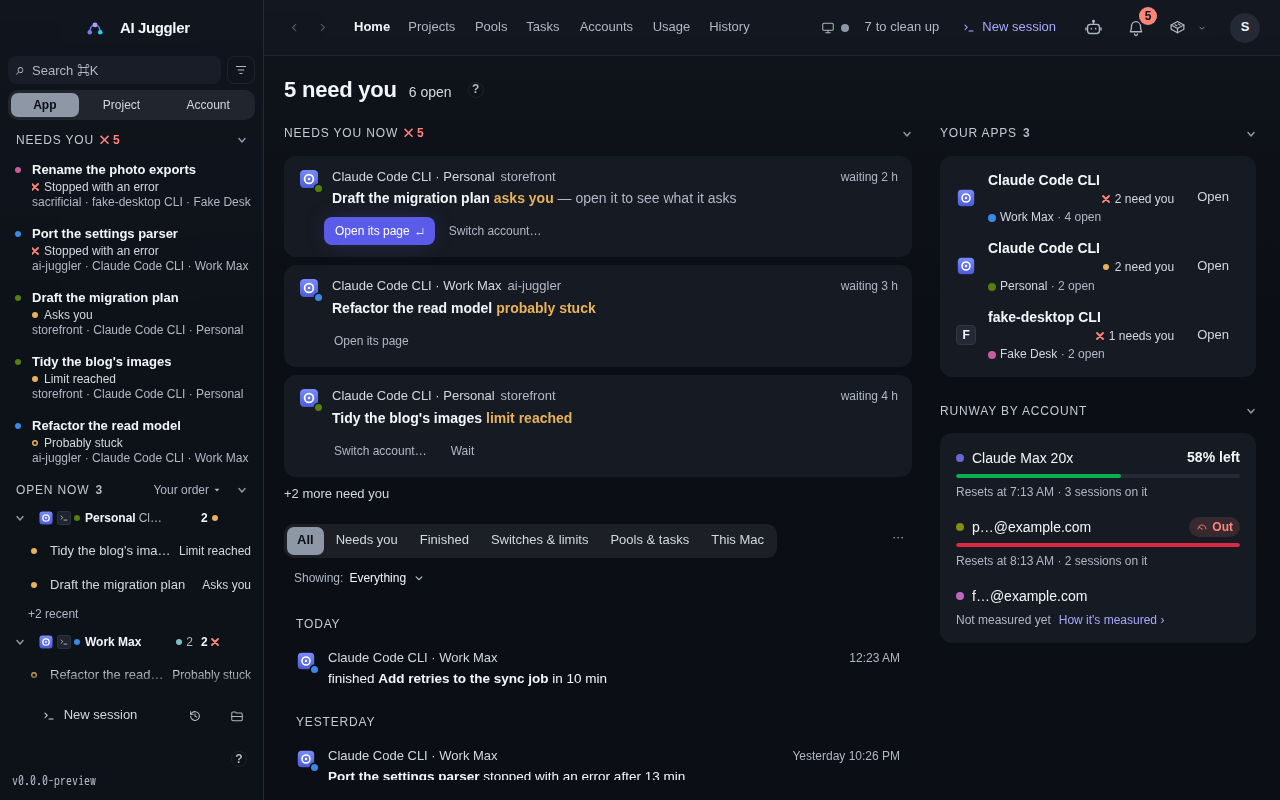 AI Juggler
Search ⌘K
App Project Account
NEEDS YOU 5
Rename the photo exports
Stopped with an error
sacrificial · fake-desktop CLI · Fake Desk
Port the settings parser
Stopped with an error
ai-juggler · Claude Code CLI · Work Max
Draft the migration plan
Asks you
storefront · Claude Code CLI · Personal
Tidy the blog's images
Limit reached
storefront · Claude Code CLI · Personal
Refactor the read model
Probably stuck
ai-juggler · Claude Code CLI · Work Max
OPEN NOW 3 Your order
Personal Cl… 2
Tidy the blog's ima… Limit reached
Draft the migration plan Asks you
+2 recent
Work Max 2 2
Refactor the read… Probably stuck
New session
?
v0.0.0-preview
Home Projects Pools Tasks Accounts Usage History
7 to clean up New session 5 S
5 need you 6 open ?
NEEDS YOU NOW 5
Claude Code CLI · Personal storefront waiting 2 h
Draft the migration plan asks you — open it to see what it asks
Open its page Switch account…
Claude Code CLI · Work Max ai-juggler waiting 3 h
Refactor the read model probably stuck
Open its page
Claude Code CLI · Personal storefront waiting 4 h
Tidy the blog's images limit reached
Switch account… Wait
+2 more need you
All Needs you Finished Switches & limits Pools & tasks This Mac …
Showing: Everything
TODAY
Claude Code CLI · Work Max 12:23 AM
finished Add retries to the sync job in 10 min
YESTERDAY
Claude Code CLI · Work Max Yesterday 10:26 PM
Port the settings parser stopped with an error after 13 min
YOUR APPS 3
Claude Code CLI
2 need you Open
Work Max · 4 open
Claude Code CLI
2 need you Open
Personal · 2 open
fake-desktop CLI
F 1 needs you Open
Fake Desk · 2 open
RUNWAY BY ACCOUNT
Claude Max 20x 58% left
Resets at 7:13 AM · 3 sessions on it
p…@example.com Out
Resets at 8:13 AM · 2 sessions on it
f…@example.com
Not measured yet How it's measured ›